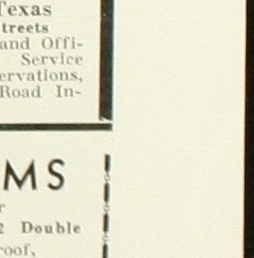 Texas
treets
and Offi-
Service
ervations,
Road In-
MS
r
2 Double
roof,